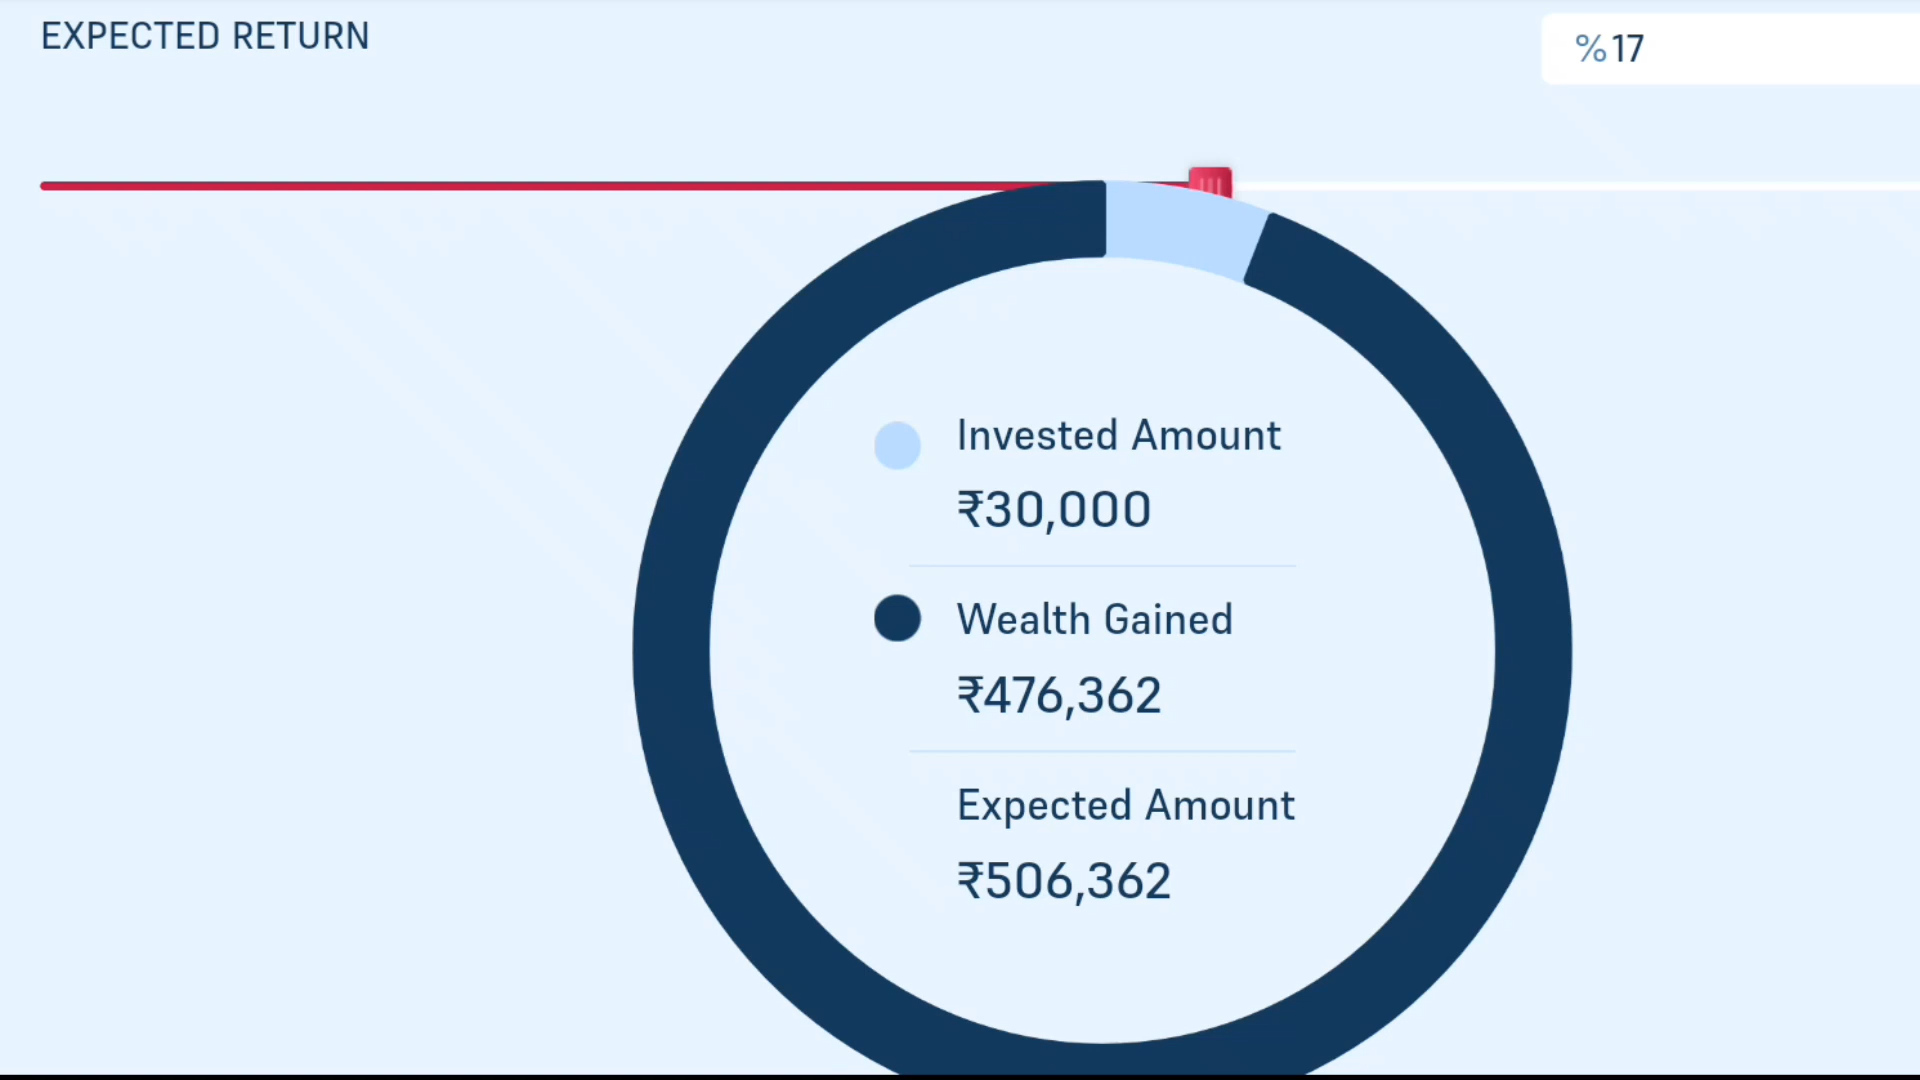 EXPECTED RETURN
%17
Invested Amount
₹30,000
Wealth Gained
₹476,362
Expected Amount
₹506,362